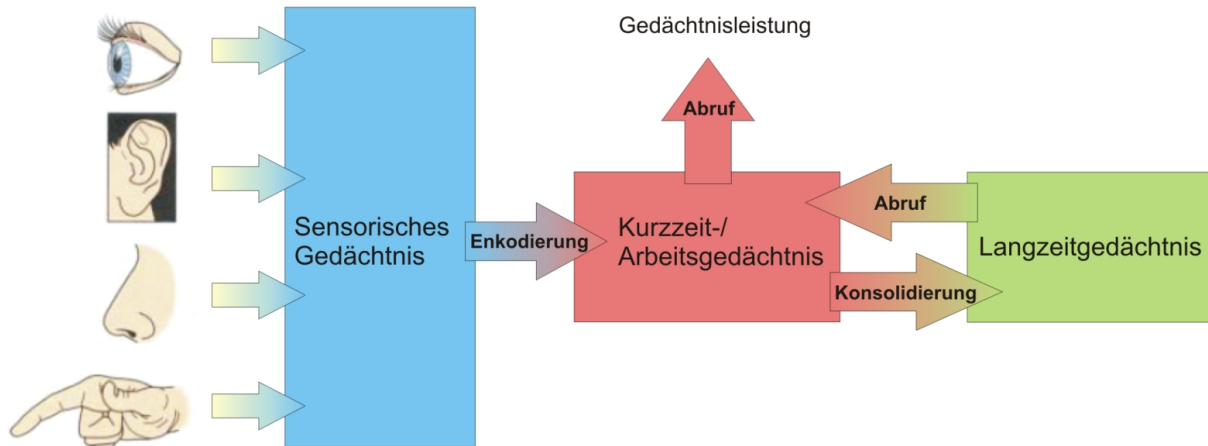 Gedächtnisleistung
Abruf
Sensorisches
Gedächtnis
Enkodierung
Kurzzeit-/
Arbeitsgedächtnis
Abruf
Konsolidierung
Langzeitgedächtnis